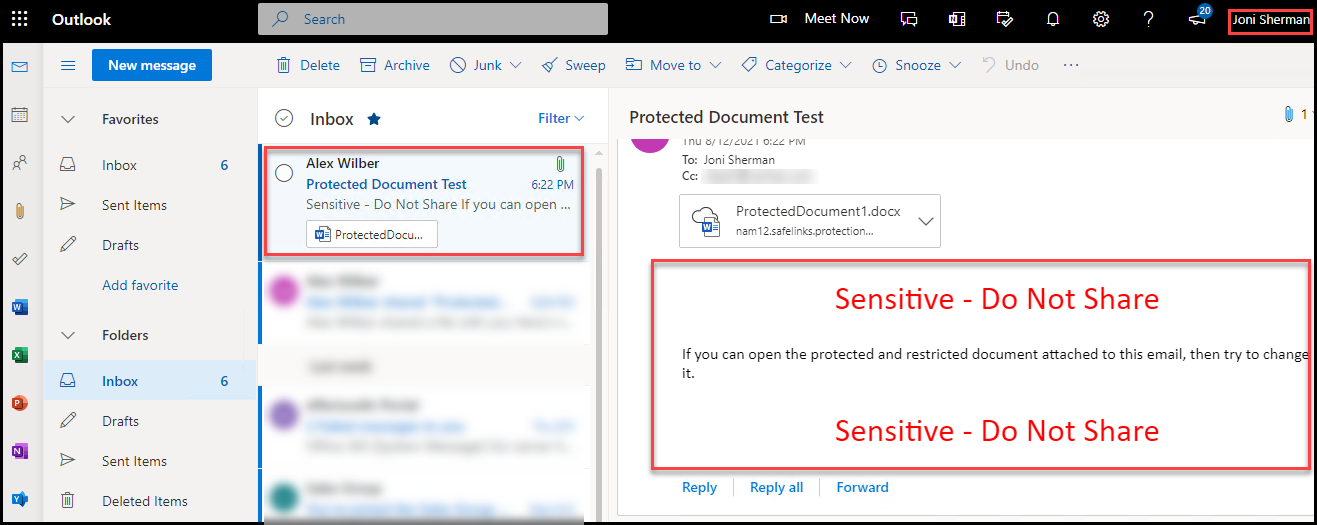 Outlook
Search
Meet Now
20
Joni Sherman
New message
Delete
Archive
Junk
Sweep
Move to
Categorize
Snooze
Undo
Favorites
Inbox 6
Sent Items
Drafts
Add favorite
Folders
Inbox 6
Drafts
Sent Items
Deleted Items
Inbox
Filter
Alex Wilber
Protected Document Test 6:22 PM
Sensitive - Do Not Share If you can open ...
ProtectedDocu...
Protected Document Test
1
Thu 8/12/2021 6:22 PM
To: Joni Sherman
Cc:
ProtectedDocument1.docx
nam12.safelinks.protection...
Sensitive - Do Not Share
If you can open the protected and restricted document attached to this email, then try to change
it.
Sensitive - Do Not Share
Reply
Reply all
Forward